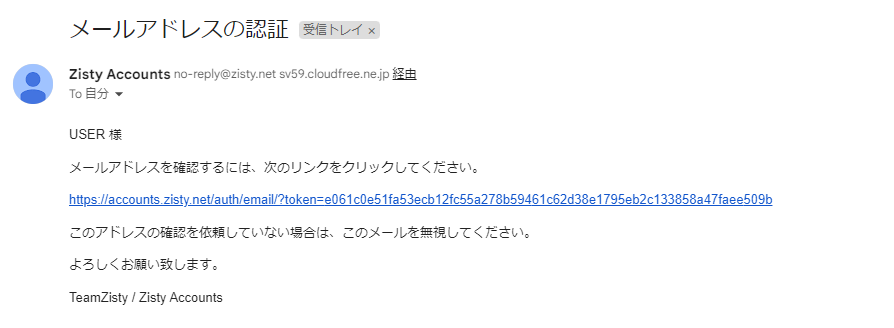 メールアドレスの認証 受信トレイ ×
Zisty Accounts no-reply@zisty.net sv59.cloudfree.ne.jp 経由
To 自分
USER 様
メールアドレスを確認するには、次のリンクをクリックしてください。
https://accounts.zisty.net/auth/email/?token=e061c0e51fa53ecb12fc55a278b59461c62d38e1795eb2c133858a47faee509b
このアドレスの確認を依頼していない場合は、このメールを無視してください。
よろしくお願い致します。
TeamZisty / Zisty Accounts